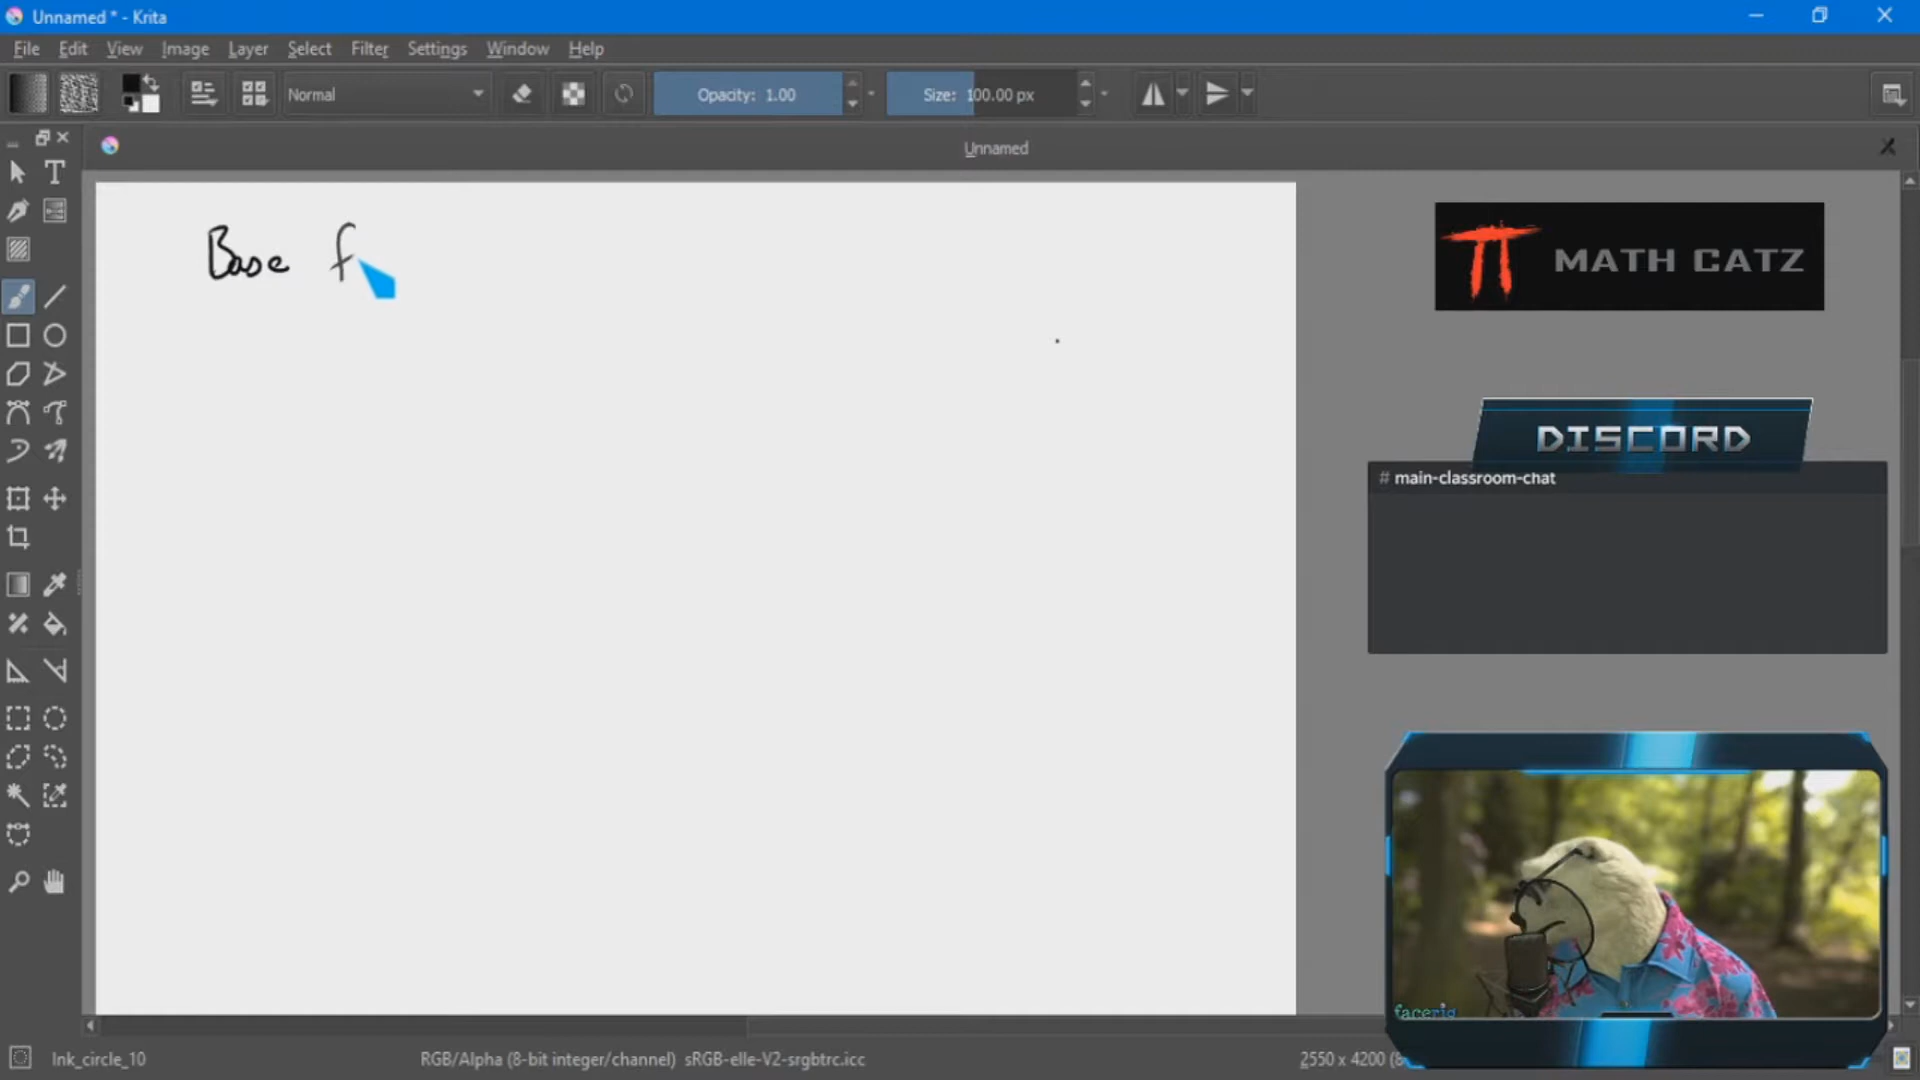 Unnamed * - Krita
File Edit View Image Layer Select Filter Settings Window Help
Normal Opacity: 1.00 Size: 100.00 px
Unnamed
T
Base f
MATH CATZ
DISCORD
# main-classroom-chat
facerig
Ink_circle_10 RGB/Alpha (8-bit integer/channel) sRGB-elle-V2-srgbtrc.icc 2550 x 4200 (8